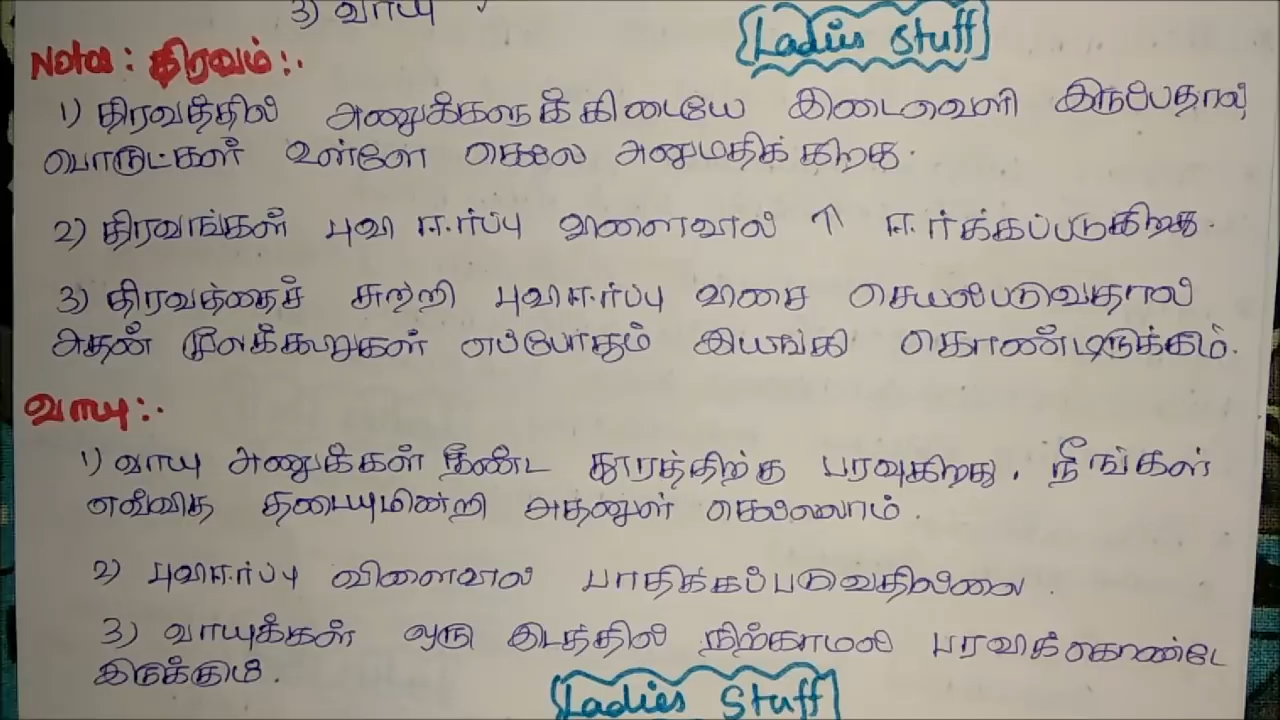 3) வாயு
Ladies Stuff
Notes : திரவம் :.
1) திரவத்தில் அணுக்களுக்கிடையே இடைவெளி இருப்பதால்
பொருட்கள் உள்ளே செல்ல அனுமதிக்கிறது.
2) திரவங்கள் புவி ஈர்ப்பு விளைவால் ↑ ஈர்க்கப்படுகிறது.
3) திரவத்தைச் சுற்றி புவிஈர்ப்பு விசை செயல்படுவதால்
அதன் மூலக்கூறுகள் எப்போதும் இயங்கி கொண்டிருக்கும்.
வாயு :.
1) வாயு அணுக்கள் நீண்ட தூரத்திற்கு பரவுகிறது. நீங்கள்
எவ்வித தடையுமின்றி அதனுள் செல்லலாம்.
2) புவிஈர்ப்பு விளைவால் பாதிக்கப்படுவதில்லை.
3) வாயுக்கள் ஒரு இடத்தில் நிற்காமல் பரவிக்கொண்டே
இருக்கும்.
Ladies Stuff